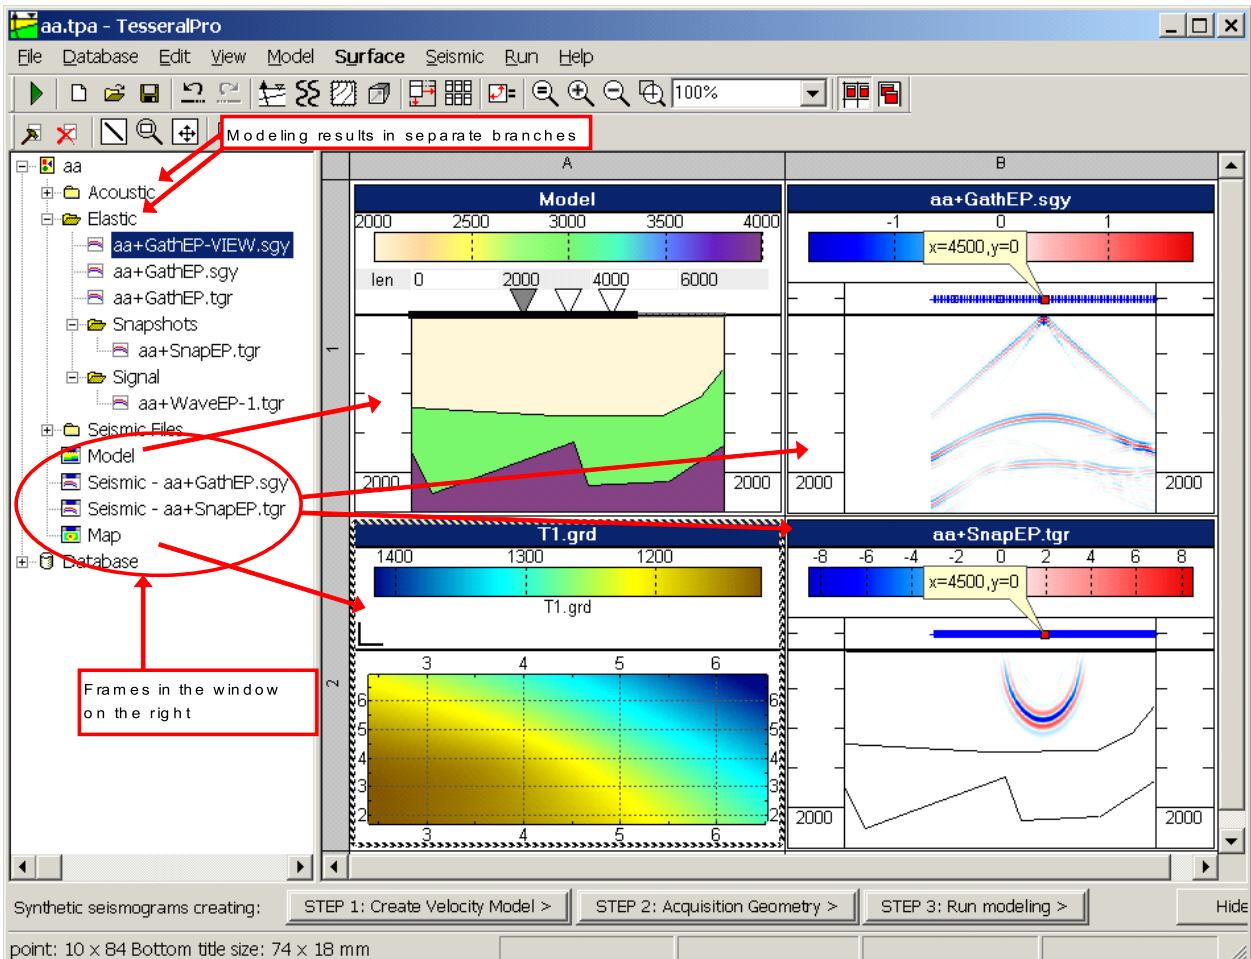 aa.tpa - TesseralPro
File Database Edit View Model Surface Seismic Run Help
100%
Modeling results in separate branches
aa
Acoustic
Elastic
aa+GathEP-VIEW.sgy
aa+GathEP.sgy
aa+GathEP.tgr
Snapshots
aa+SnapEP.tgr
Signal
aa+WaveEP-1.tgr
Seismic Files
Model
Seismic - aa+GathEP.sgy
Seismic - aa+SnapEP.tgr
Map
Database
Frames in the window
on the right
A B
1
Model
2000 2500 3000 3500 4000
len 0 2000 4000 6000
2000 2000
aa+GathEP.sgy
-1 0 1
x=4500,y=0
2000 2000
2
T1.grd
1400 1300 1200
T1.grd
3 4 5 6
6 6
5 5
4 4
3 3
2 2
3 4 5 6
aa+SnapEP.tgr
-8 -6 -4 -2 0 2 4 6 8
x=4500,y=0
2000 2000
Synthetic seismograms creating: STEP 1: Create Velocity Model > STEP 2: Acquisition Geometry > STEP 3: Run modeling > Hide
point: 10 x 84 Bottom title size: 74 x 18 mm